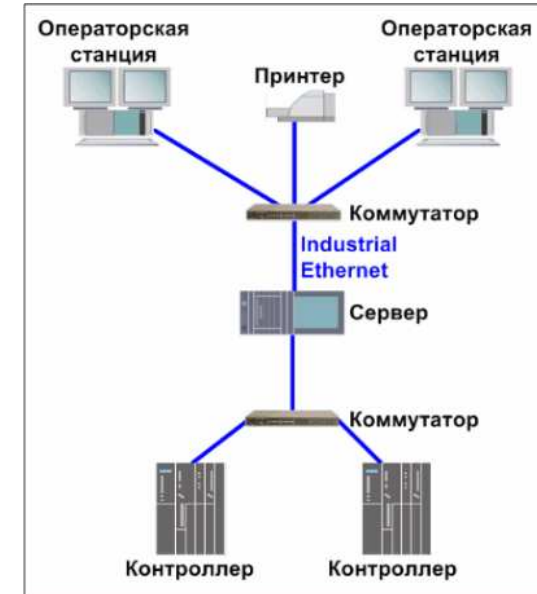 Операторская
станция
Операторская
станция
Принтер
Коммутатор
Industrial
Ethernet
Сервер
Коммутатор
Контроллер
Контроллер